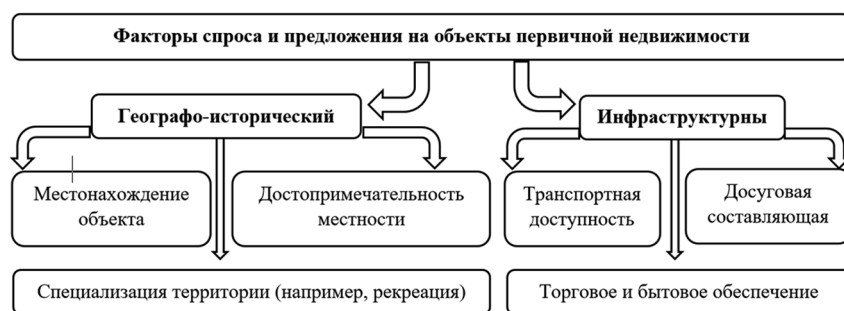 Факторы спроса и предложения на объекты первичной недвижимости
Географо-исторический
Инфраструктурны
Местонахождение
объекта
Достопримечательность
местности
Транспортная
доступность
Досуговая
составляющая
Специализация территории (например, рекреация)
Торговое и бытовое обеспечение